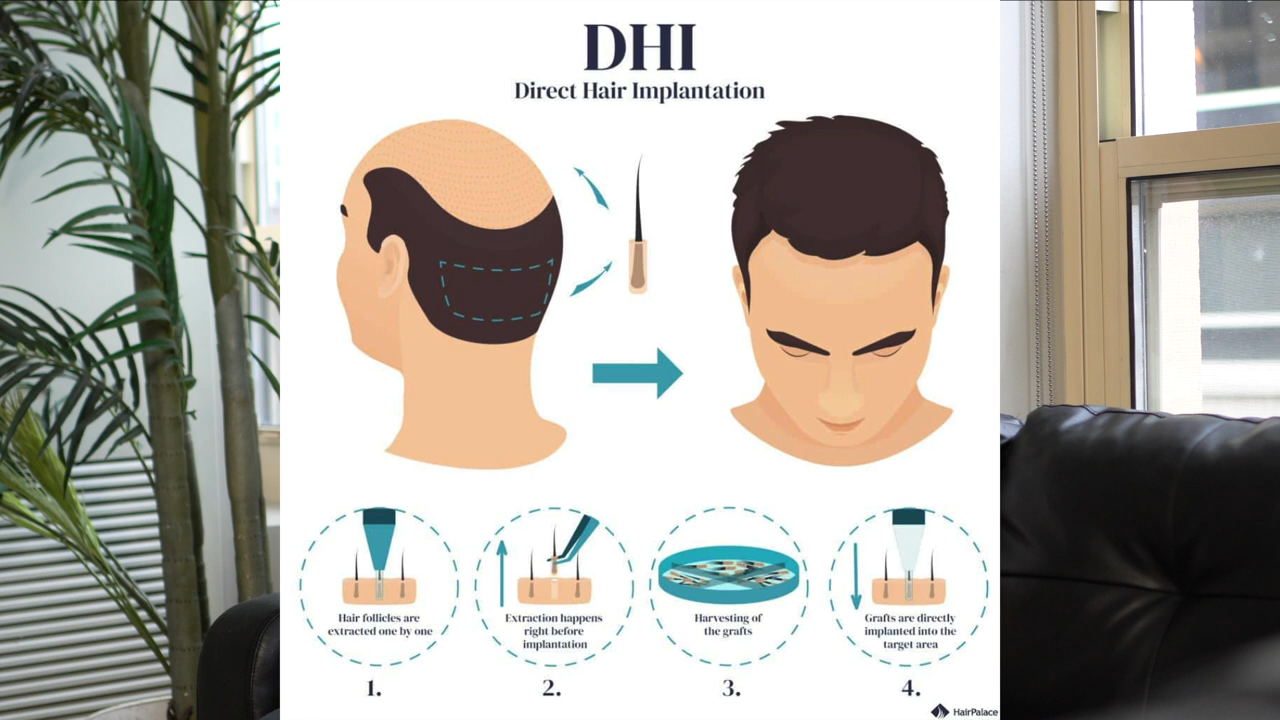 DHI
Direct Hair Implantation
Hair follicles are
extracted one by one
1.
Extraction happens
right before
implantation
2.
Harvesting of
the grafts
3.
Grafts are directly
implanted into the
target area
4.
HairPalace